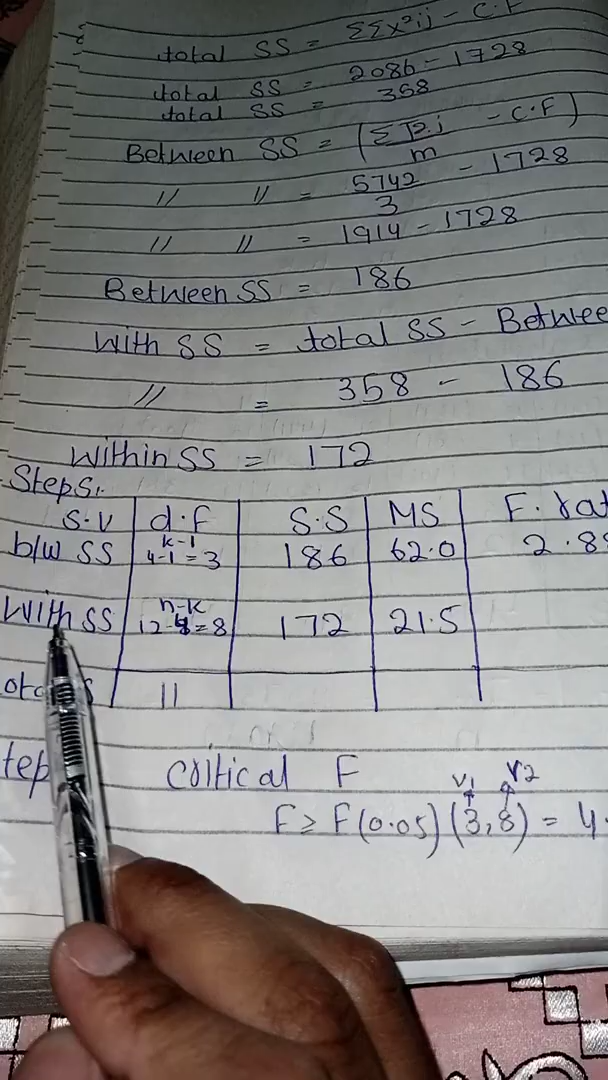 total SS = ΣΣx²ij - C.F
total SS = 2086 - 1728
total SS = 358
Between SS = (ΣT².j / m - C.F)
〃 〃 = 5742 / 3 - 1728
〃 〃 = 1914 - 1728
Between SS = 186
With SS = total SS - Betwee
〃 = 358 - 186
Within SS = 172
Step5:-
S.V d.f S.S MS F. rat
b/w SS k-1 4-1=3 186 62.0 2.88
With SS n-k 12-4=8 172 21.5
11
tep Critical F
v1 v2
F ≥ F(0.05) (3,8) = 4.